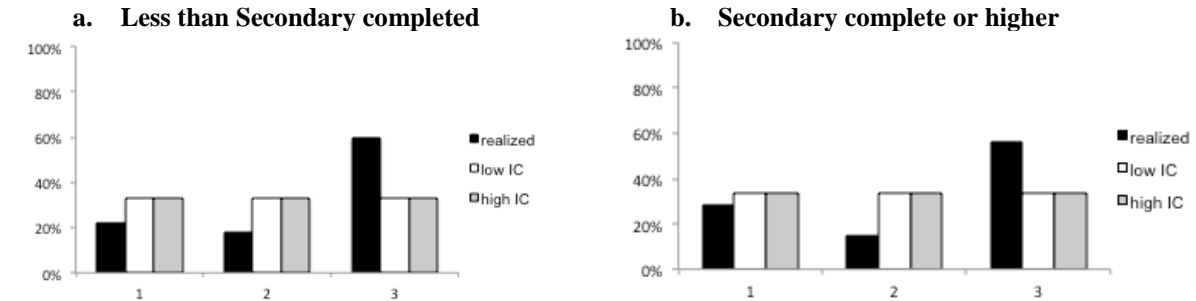 a. Less than Secondary completed
100%
80%
60%
40%
20%
0%
1 2 3
realized
low IC
high IC
b. Secondary complete or higher
100%
80%
60%
40%
20%
0%
1 2 3
realized
low IC
high IC